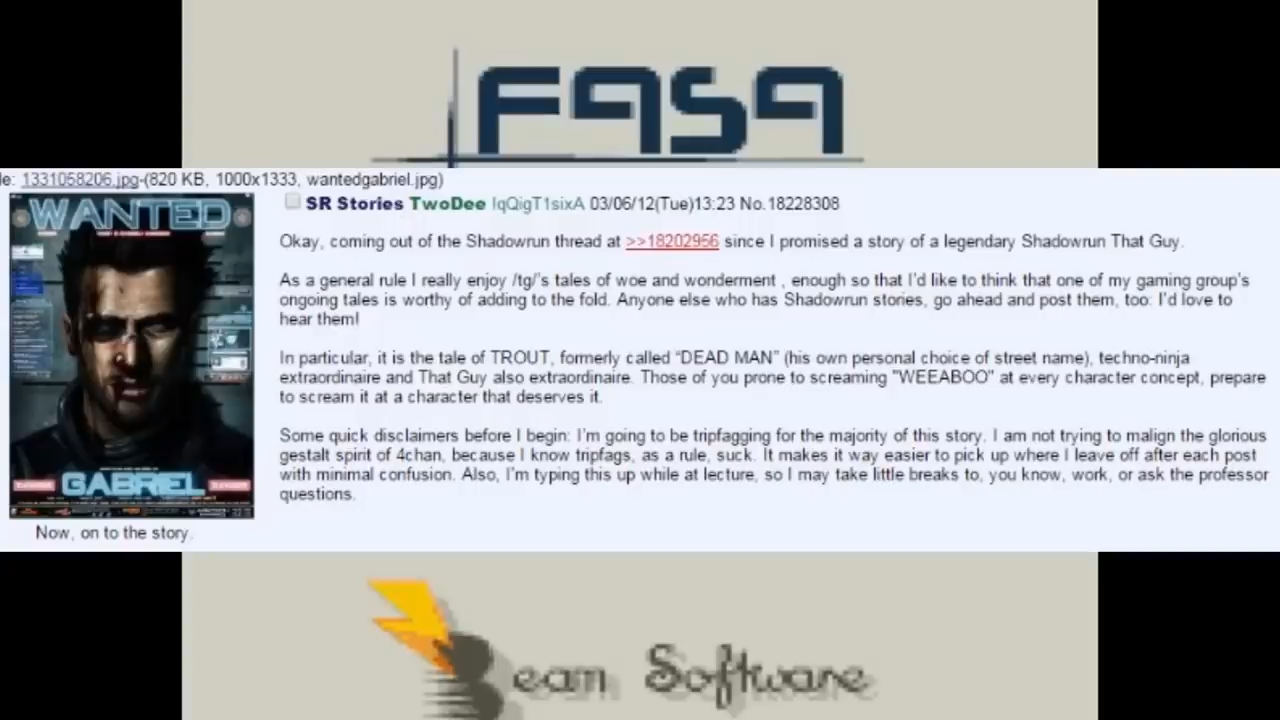 FASA
le: 1331058206.jpg-(820 KB, 1000x1333, wantedgabriel.jpg)
WANTED
GABRIEL
SR Stories TwoDee !qQigT1sixA 03/06/12(Tue)13:23 No.18228308
Okay, coming out of the Shadowrun thread at >>18202956 since I promised a story of a legendary Shadowrun That Guy.
As a general rule I really enjoy /tg/'s tales of woe and wonderment , enough so that I'd like to think that one of my gaming group's
ongoing tales is worthy of adding to the fold. Anyone else who has Shadowrun stories, go ahead and post them, too: I'd love to
hear them!
In particular, it is the tale of TROUT, formerly called “DEAD MAN” (his own personal choice of street name), techno-ninja
extraordinaire and That Guy also extraordinaire. Those of you prone to screaming "WEEABOO" at every character concept, prepare
to scream it at a character that deserves it.
Some quick disclaimers before I begin: I'm going to be tripfagging for the majority of this story. I am not trying to malign the glorious
gestalt spirit of 4chan, because I know tripfags, as a rule, suck. It makes it way easier to pick up where I leave off after each post
with minimal confusion. Also, I'm typing this up while at lecture, so I may take little breaks to, you know, work, or ask the professor
questions.
Now, on to the story.
Beam Software